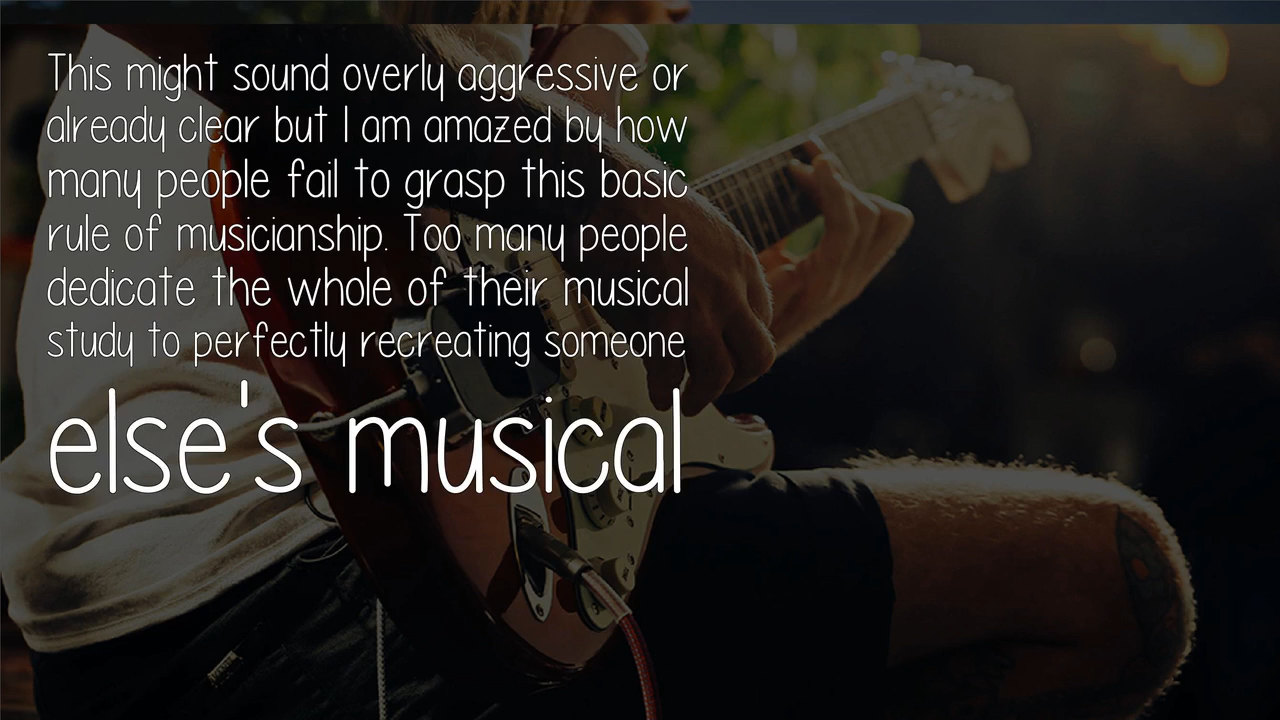 This might sound overly aggressive or
already clear but I am amazed by how
many people fail to grasp this basic
rule of musicianship. Too many people
dedicate the whole of their musical
study to perfectly recreating someone
else's musical